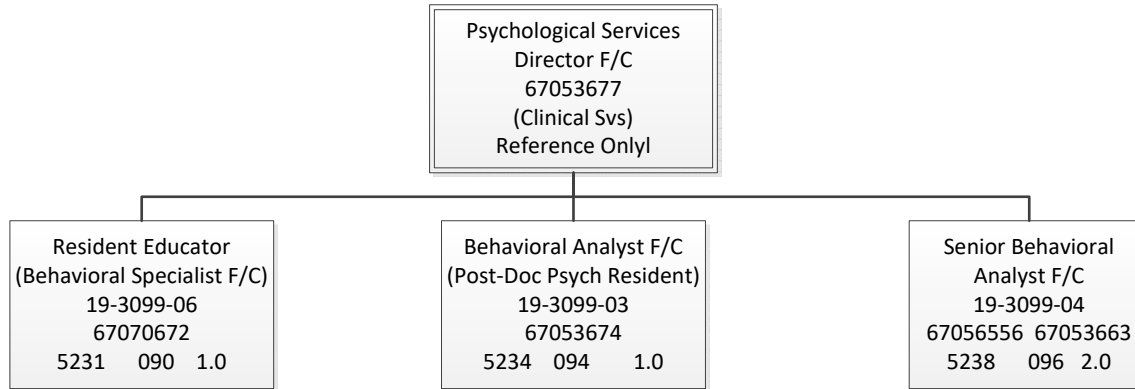 Psychological Services
Director F/C
67053677
(Clinical Svs)
Reference Onlyl
Resident Educator
(Behavioral Specialist F/C)
19-3099-06
67070672
5231 090 1.0
Behavioral Analyst F/C
(Post-Doc Psych Resident)
19-3099-03
67053674
5234 094 1.0
Senior Behavioral
Analyst F/C
19-3099-04
67056556 67053663
5238 096 2.0